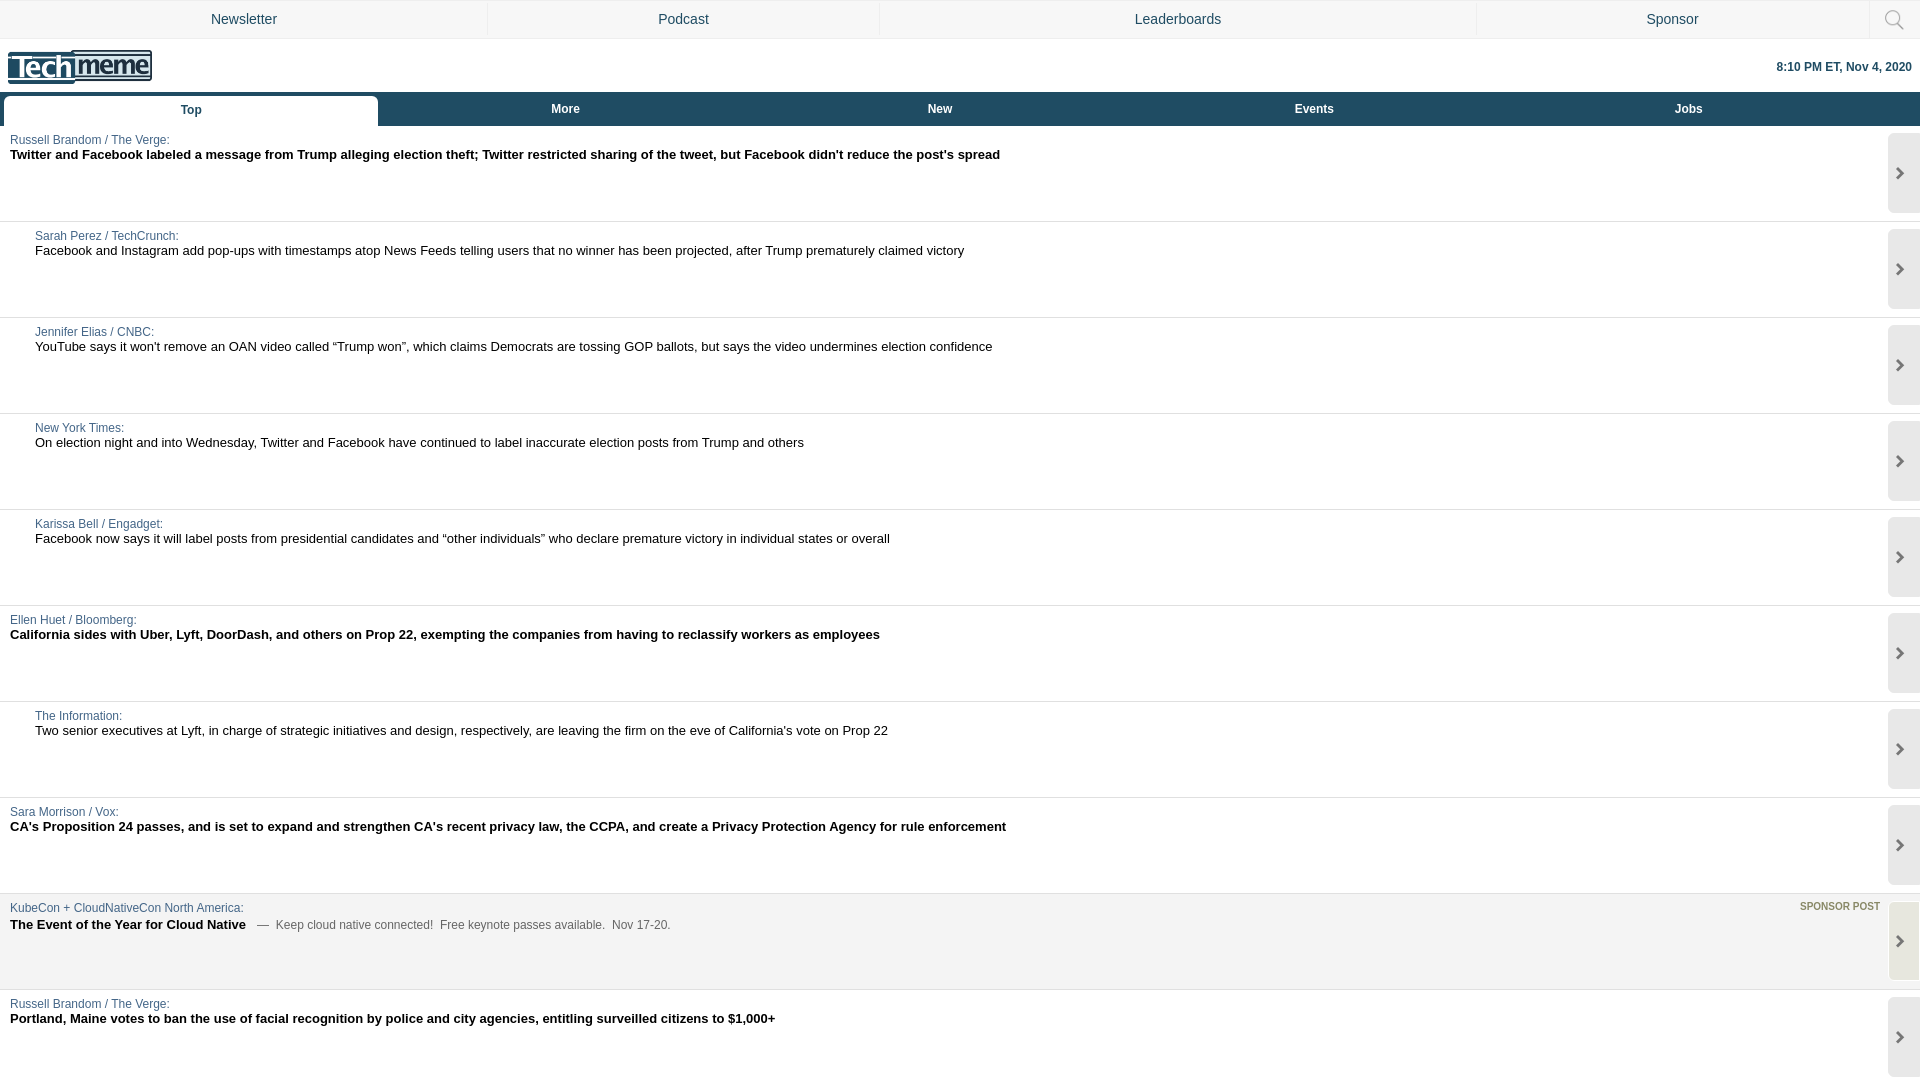 Newsletter
Podcast
Leaderboards
Sponsor
Techmeme
8:10 PM ET, Nov 4, 2020
Top
More
New
Events
Jobs
Russell Brandom / The Verge:
Twitter and Facebook labeled a message from Trump alleging election theft; Twitter restricted sharing of the tweet, but Facebook didn't reduce the post's spread
Sarah Perez / TechCrunch:
Facebook and Instagram add pop-ups with timestamps atop News Feeds telling users that no winner has been projected, after Trump prematurely claimed victory
Jennifer Elias / CNBC:
YouTube says it won't remove an OAN video called “Trump won”, which claims Democrats are tossing GOP ballots, but says the video undermines election confidence
New York Times:
On election night and into Wednesday, Twitter and Facebook have continued to label inaccurate election posts from Trump and others
Karissa Bell / Engadget:
Facebook now says it will label posts from presidential candidates and “other individuals” who declare premature victory in individual states or overall
Ellen Huet / Bloomberg:
California sides with Uber, Lyft, DoorDash, and others on Prop 22, exempting the companies from having to reclassify workers as employees
The Information:
Two senior executives at Lyft, in charge of strategic initiatives and design, respectively, are leaving the firm on the eve of California's vote on Prop 22
Sara Morrison / Vox:
CA's Proposition 24 passes, and is set to expand and strengthen CA's recent privacy law, the CCPA, and create a Privacy Protection Agency for rule enforcement
KubeCon + CloudNativeCon North America:
SPONSOR POST
The Event of the Year for Cloud Native — Keep cloud native connected! Free keynote passes available. Nov 17-20.
Russell Brandom / The Verge:
Portland, Maine votes to ban the use of facial recognition by police and city agencies, entitling surveilled citizens to $1,000+